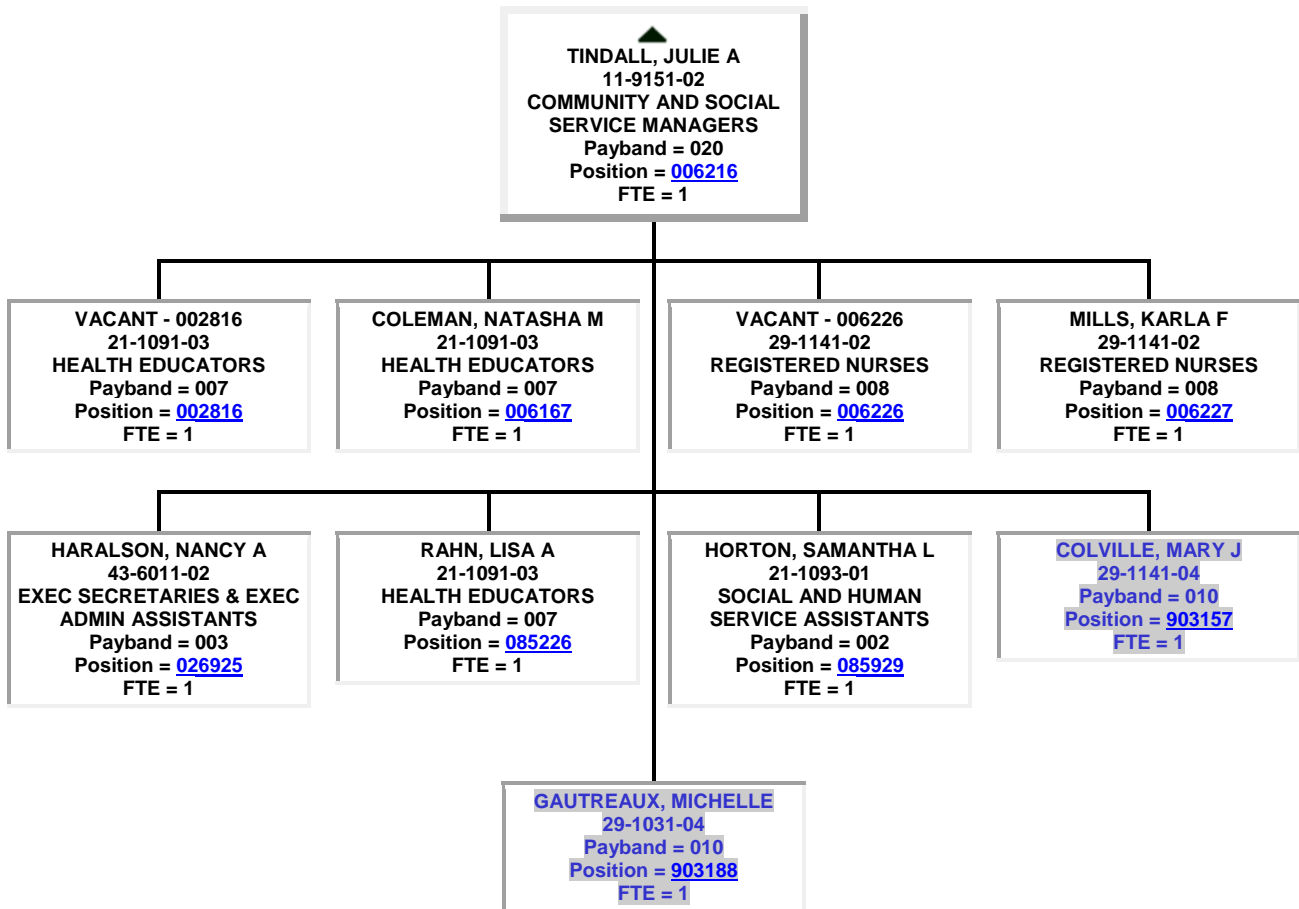 TINDALL, JULIE A
11-9151-02
COMMUNITY AND SOCIAL
SERVICE MANAGERS
Payband = 020
Position = 006216
FTE = 1
VACANT - 002816
21-1091-03
HEALTH EDUCATORS
Payband = 007
Position = 002816
FTE = 1
COLEMAN, NATASHA M
21-1091-03
HEALTH EDUCATORS
Payband = 007
Position = 006167
FTE = 1
VACANT - 006226
29-1141-02
REGISTERED NURSES
Payband = 008
Position = 006226
FTE = 1
MILLS, KARLA F
29-1141-02
REGISTERED NURSES
Payband = 008
Position = 006227
FTE = 1
HARALSON, NANCY A
43-6011-02
EXEC SECRETARIES & EXEC
ADMIN ASSISTANTS
Payband = 003
Position = 026925
FTE = 1
RAHN, LISA A
21-1091-03
HEALTH EDUCATORS
Payband = 007
Position = 085226
FTE = 1
HORTON, SAMANTHA L
21-1093-01
SOCIAL AND HUMAN
SERVICE ASSISTANTS
Payband = 002
Position = 085929
FTE = 1
COLVILLE, MARY J
29-1141-04
Payband = 010
Position = 903157
FTE = 1
GAUTREAUX, MICHELLE
29-1031-04
Payband = 010
Position = 903188
FTE = 1